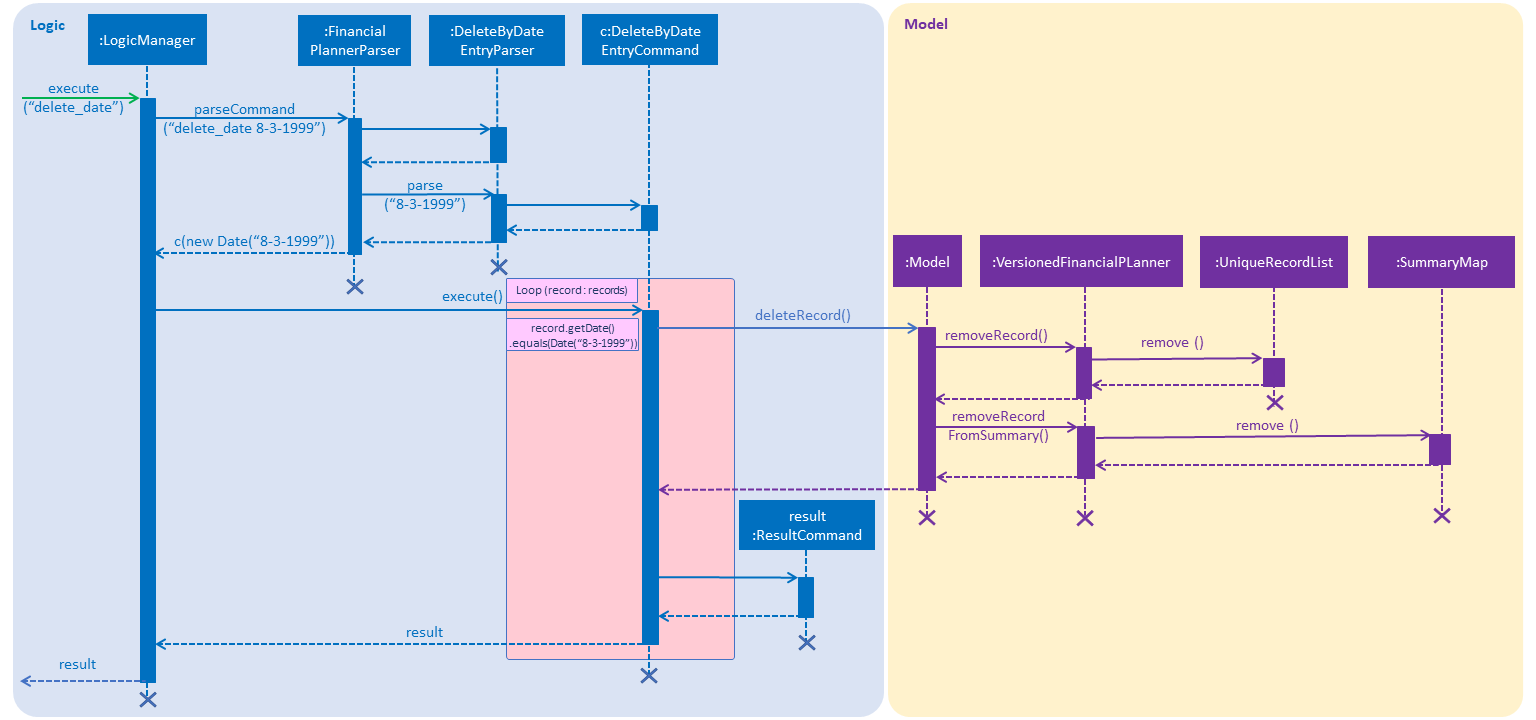 Logic
Model
:LogicManager
:Financial
PlannerParser
:DeleteByDate
EntryParser
c:DeleteByDate
EntryCommand
execute
(“delete_date”)
parseCommand
(“delete_date 8-3-1999”)
parse
(“8-3-1999”)
c(new Date(“8-3-1999”))
:Model
:VersionedFinancialPLanner
:UniqueRecordList
:SummaryMap
Loop (record : records)
execute()
record.getDate()
.equals(Date(“8-3-1999”))
deleteRecord()
removeRecord()
remove ()
removeRecord
FromSummary()
remove ()
result
:ResultCommand
result
result